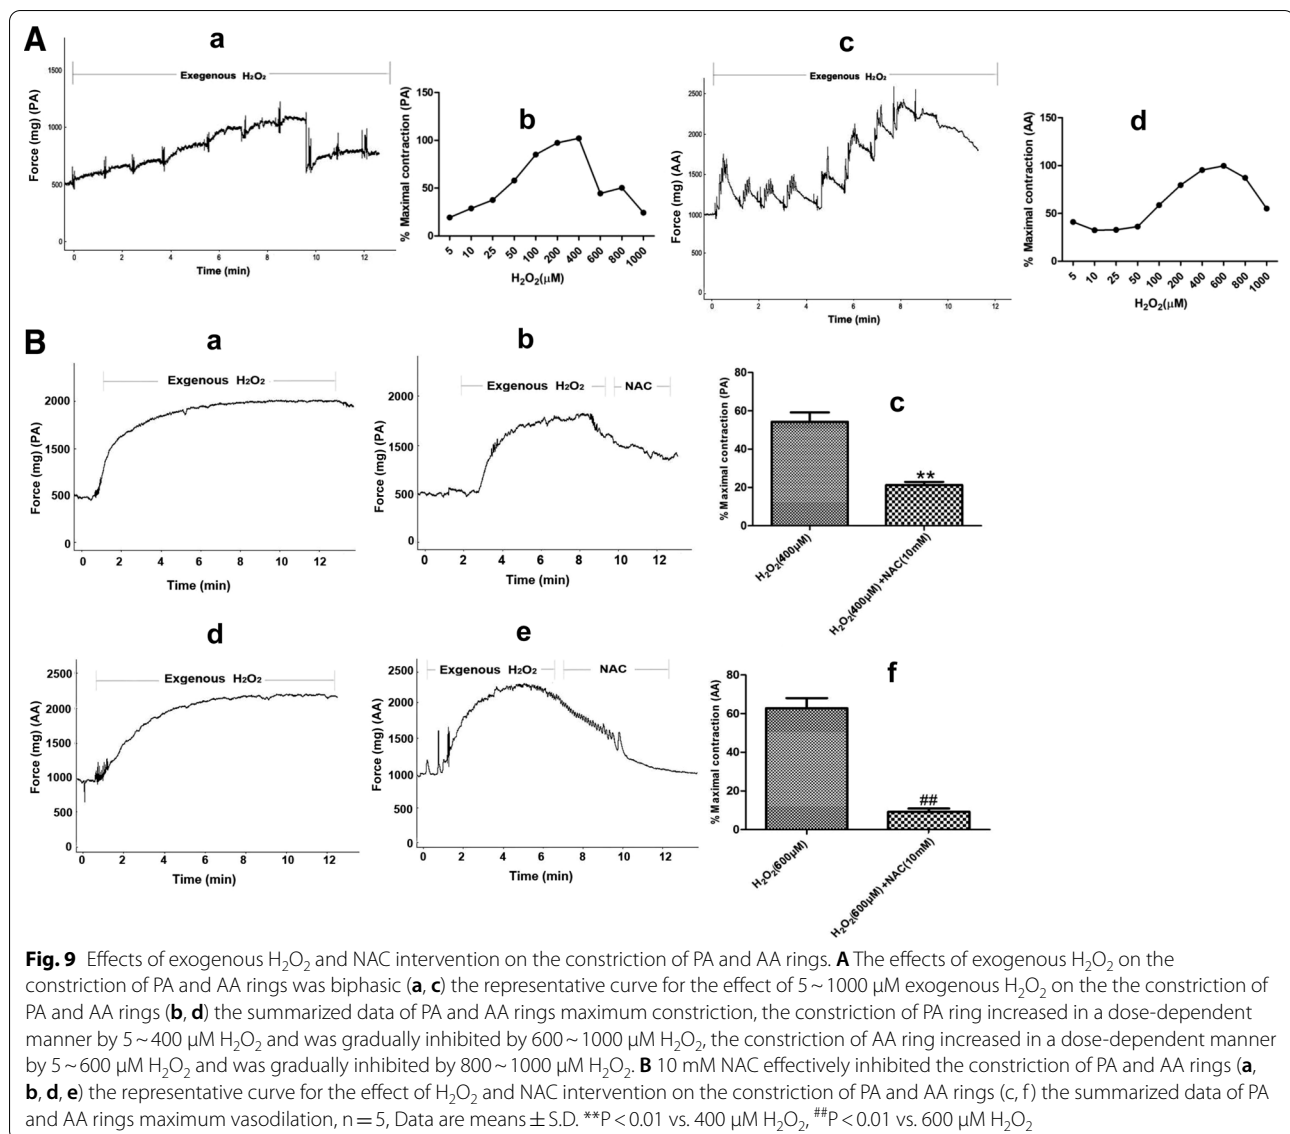 A
a
Exegenous H₂O₂
Force (mg) (PA)
1500
1000
500
0
0 2 4 6 8 10 12
Time (min)
b
% Maximal contraction (PA)
150
100
50
0
5 10 25 50 100 200 400 600 800 1000
H₂O₂(μM)
c
Exegenous H₂O₂
Force (mg) (AA)
2500
2000
1500
1000
500
0
0 2 4 6 8 10 12
Time (min)
d
% Maximal contraction (AA)
150
100
50
0
5 10 25 50 100 200 400 600 800 1000
H₂O₂(μM)
B
a
Exgenous H₂O₂
Force (mg) (PA)
2000
1500
500
0
0 2 4 6 8 10 12
Time (min)
b
Exgenous H₂O₂ NAC
Force (mg) (PA)
2000
1500
500
0
0 2 4 6 8 10 12
Time (min)
c
% Maximal contraction (PA)
80
60
40
20
0
**
H₂O₂(400μM)
H₂O₂(400μM)+NAC(10mM)
d
Exgenous H₂O₂
Force (mg) (AA)
2500
2000
1500
1000
500
0
0 2 4 6 8 10 12
Time (min)
e
Exgenous H₂O₂ NAC
Force (mg) (AA)
2500
2000
1500
1000
500
0
0 2 4 6 8 10 12
Time (min)
f
% Maximal contraction (AA)
80
60
40
20
0
##
H₂O₂(600μM)
H₂O₂(600μM)+NAC(10mM)
Fig. 9 Effects of exogenous H₂O₂ and NAC intervention on the constriction of PA and AA rings. A The effects of exogenous H₂O₂ on the
constriction of PA and AA rings was biphasic (a, c) the representative curve for the effect of 5 ~ 1000 μM exogenous H₂O₂ on the the constriction of
PA and AA rings (b, d) the summarized data of PA and AA rings maximum constriction, the constriction of PA ring increased in a dose-dependent
manner by 5 ~ 400 μM H₂O₂ and was gradually inhibited by 600 ~ 1000 μM H₂O₂, the constriction of AA ring increased in a dose-dependent manner
by 5 ~ 600 μM H₂O₂ and was gradually inhibited by 800 ~ 1000 μM H₂O₂. B 10 mM NAC effectively inhibited the constriction of PA and AA rings (a,
b, d, e) the representative curve for the effect of H₂O₂ and NAC intervention on the constriction of PA and AA rings (c, f) the summarized data of PA
and AA rings maximum vasodilation, n = 5, Data are means ± S.D. **P < 0.01 vs. 400 μM H₂O₂, ##P < 0.01 vs. 600 μM H₂O₂